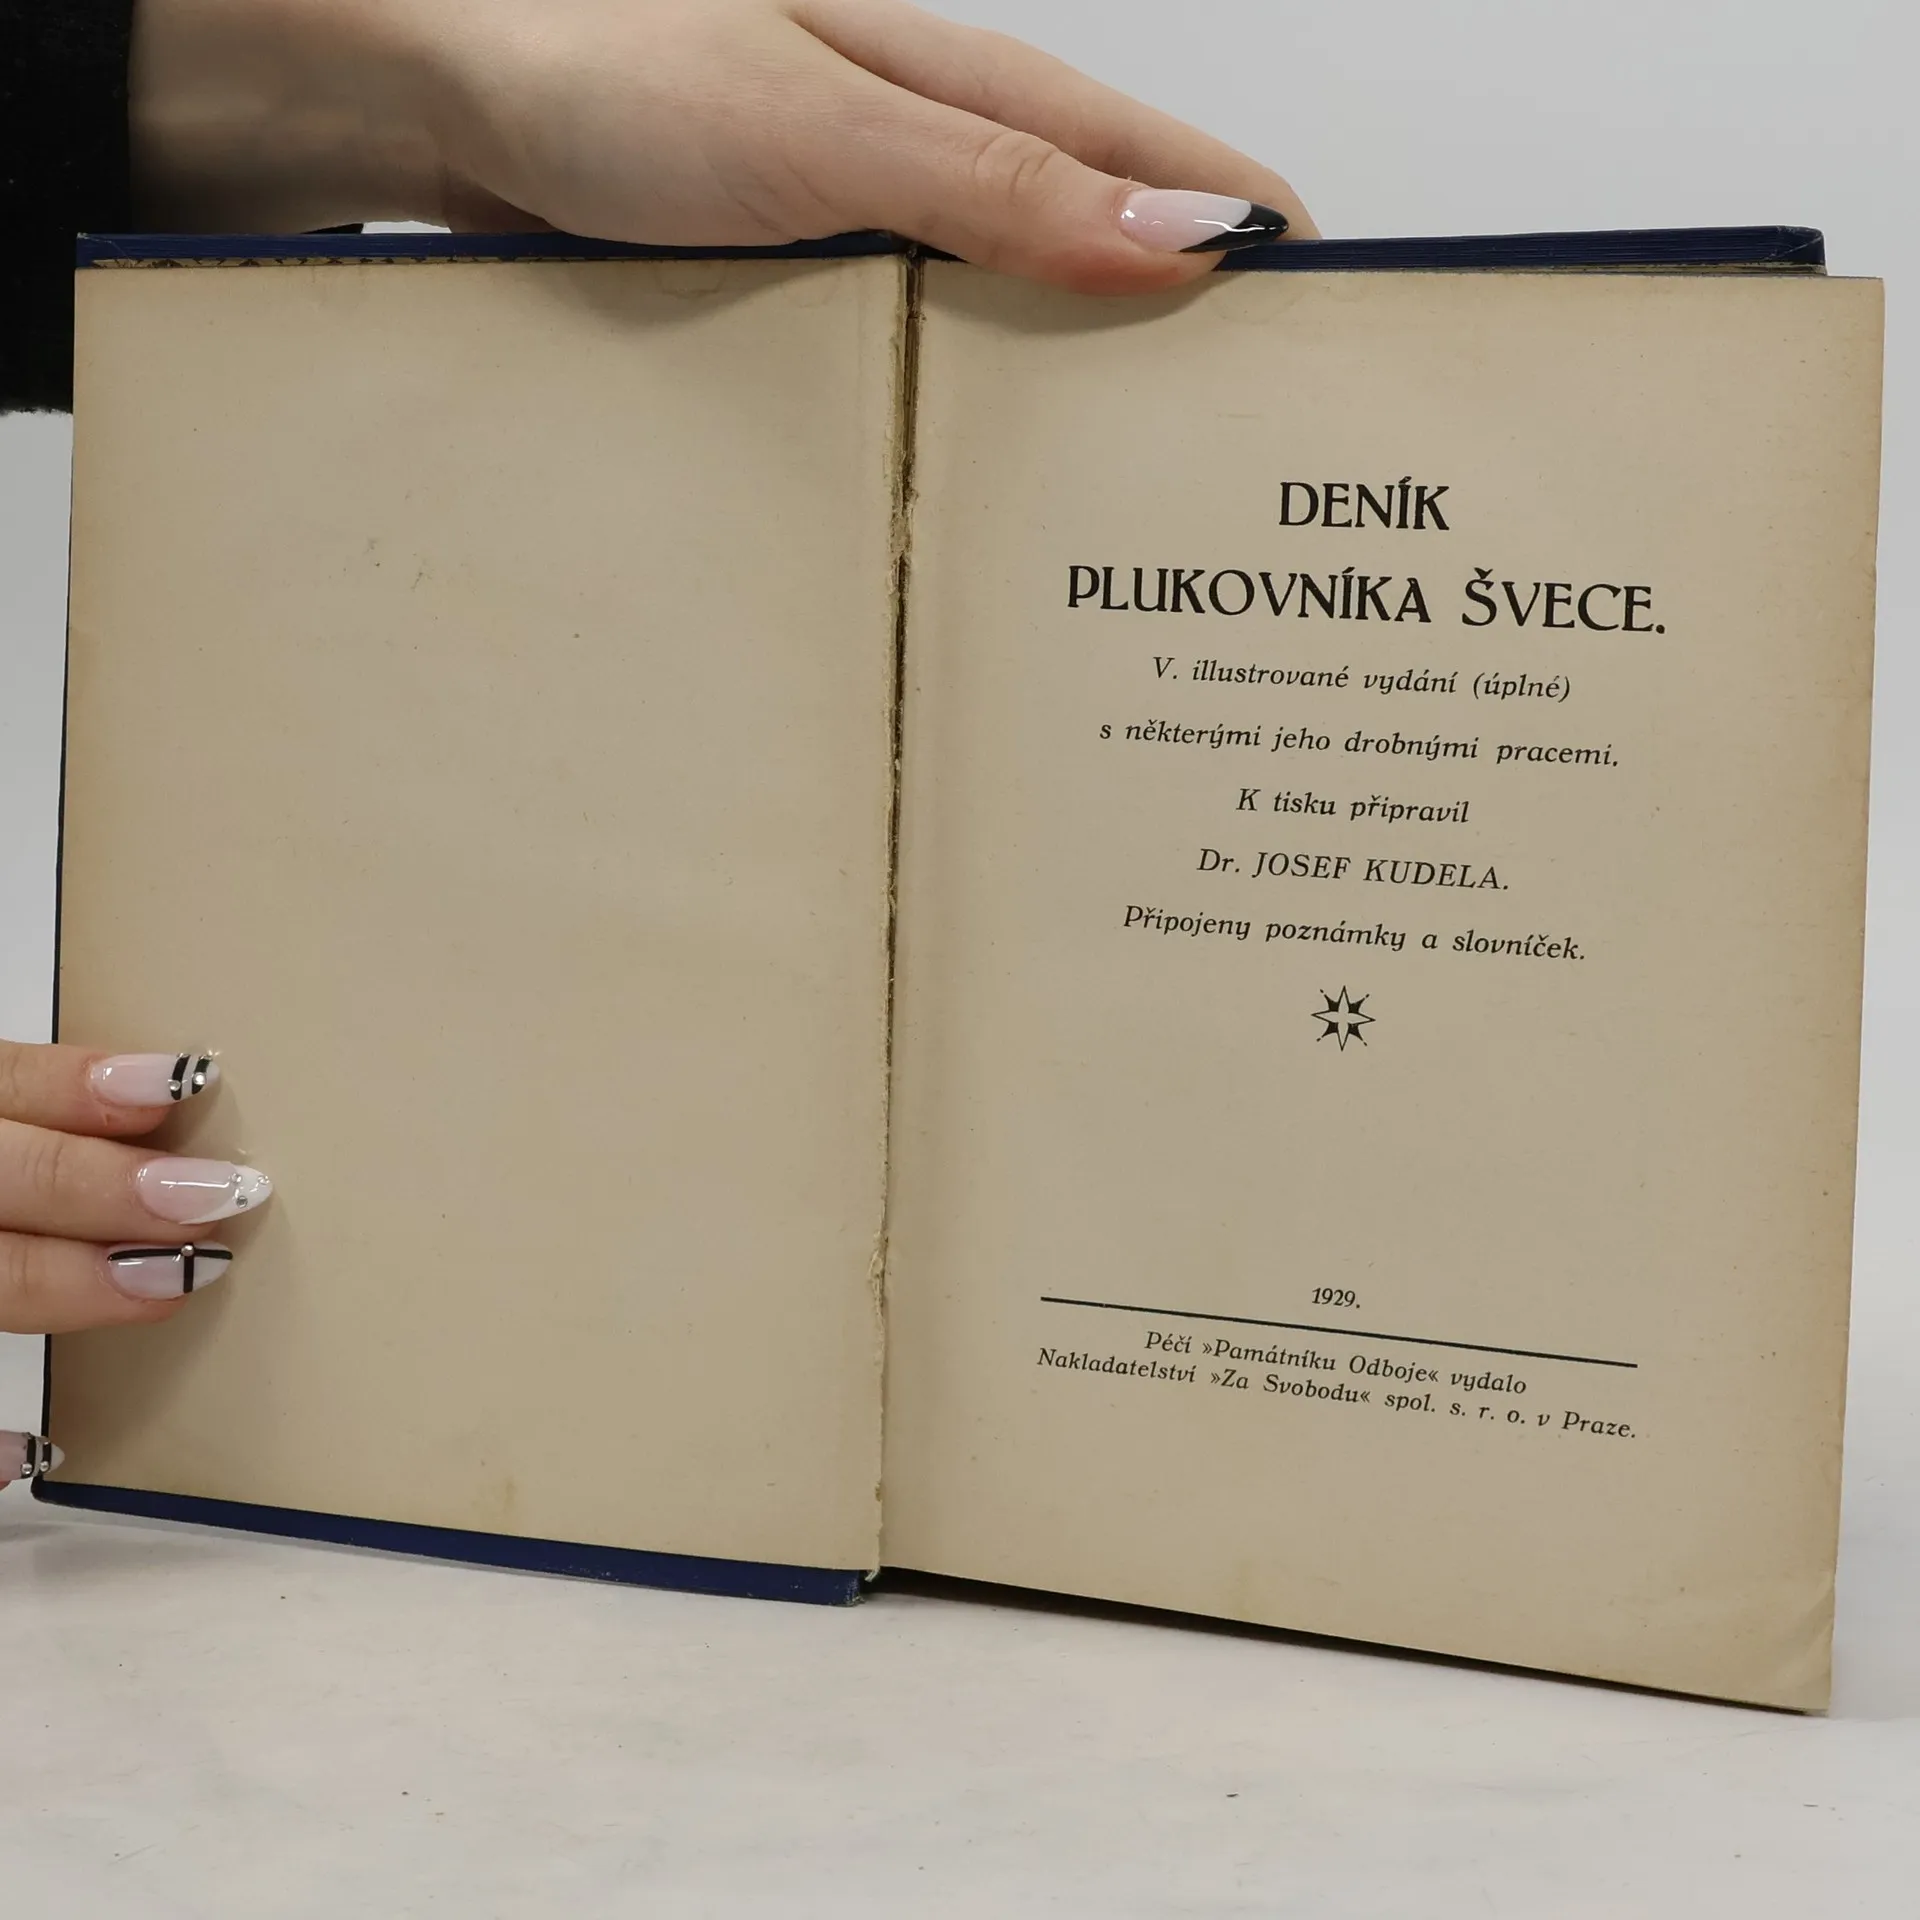 DENÍK
PLUKOVNÍKA ŠVECE.
V. illustrované vydání (úplné)
s některými jeho drobnými pracemi.
K tisku připravil
Dr. JOSEF KUDELA.
Připojeny poznámky a slovníček.
1929.
Péčí »Památníku Odboje« vydalo
Nakladatelství »Za Svobodu« spol. s. r. o. v Praze.